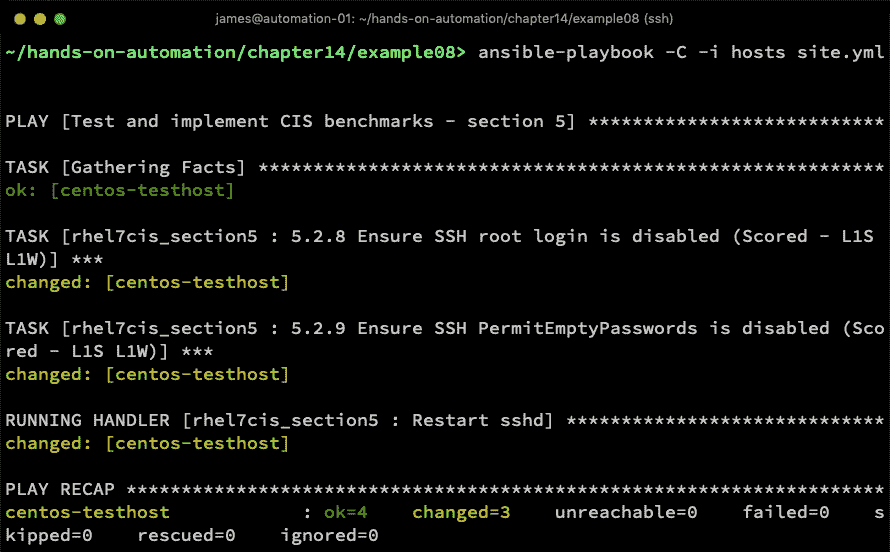 james@automation-01: ~/hands-on-automation/chapter14/example08 (ssh)
~/hands-on-automation/chapter14/example08> ansible-playbook -C -i hosts site.yml
PLAY [Test and implement CIS benchmarks - section 5] ***************************
TASK [Gathering Facts] *********************************************************
ok: [centos-testhost]
TASK [rhel7cis_section5 : 5.2.8 Ensure SSH root login is disabled (Scored - L1S
L1W)] ***
changed: [centos-testhost]
TASK [rhel7cis_section5 : 5.2.9 Ensure SSH PermitEmptyPasswords is disabled (Sco
red - L1S L1W)] ***
changed: [centos-testhost]
RUNNING HANDLER [rhel7cis_section5 : Restart sshd] *****************************
changed: [centos-testhost]
PLAY RECAP *********************************************************************
centos-testhost            : ok=4    changed=3    unreachable=0    failed=0    s
kipped=0    rescued=0    ignored=0